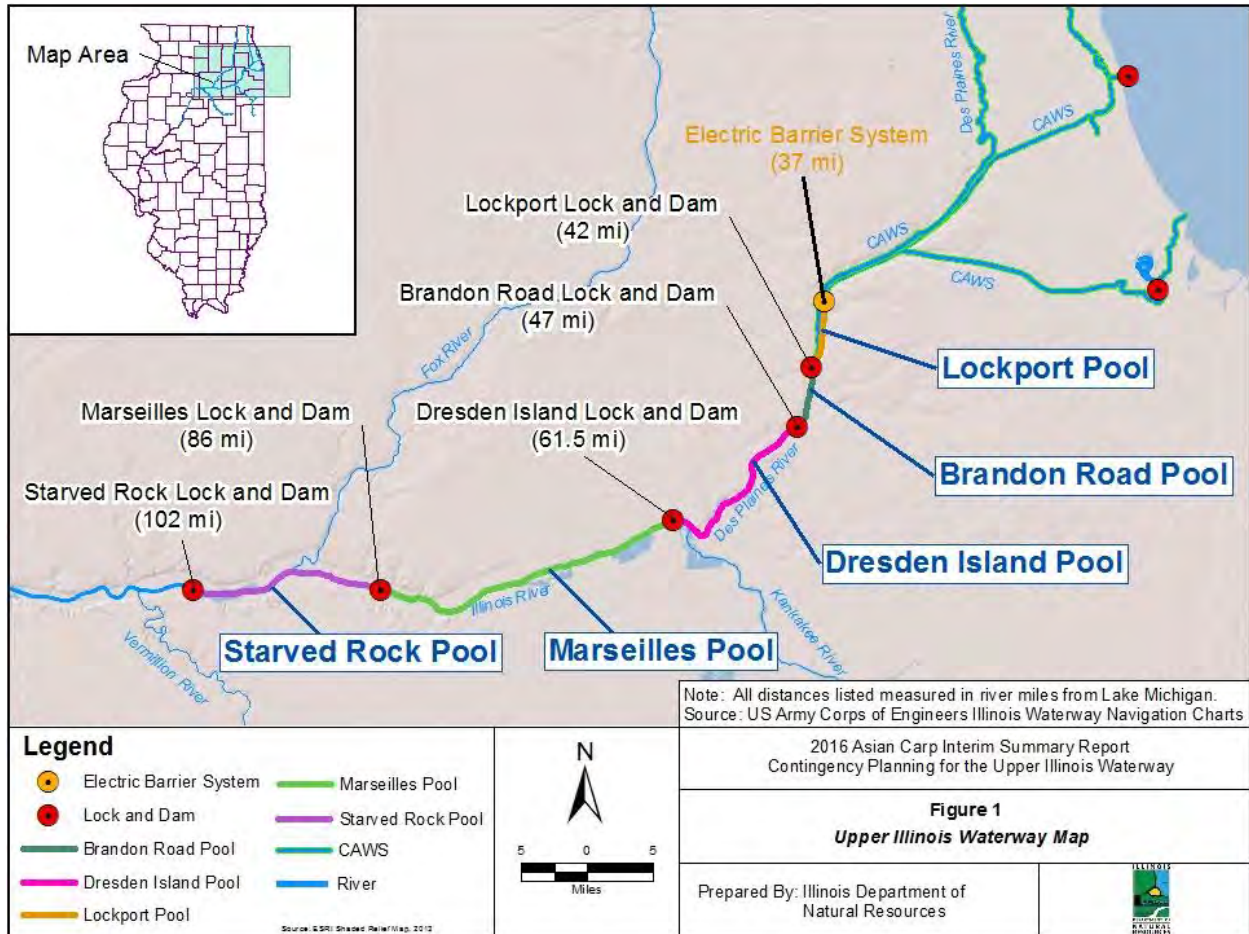 Map Area
Des Plaines River
CAWS
Electric Barrier System
(37 mi)
Lockport Lock and Dam
(42 mi)
CAWS
CAWS
Brandon Road Lock and Dam
(47 mi)
Fox River
Lockport Pool
Marseilles Lock and Dam
(86 mi)
Dresden Island Lock and Dam
(61.5 mi)
Brandon Road Pool
Starved Rock Lock and Dam
(102 mi)
Des Planes River
Dresden Island Pool
Illinois River
Kankakee River
Starved Rock Pool
Marseilles Pool
Vermillion River
Note: All distances listed measured in river miles from Lake Michigan.
Source: US Army Corps of Engineers Illinois Waterway Navigation Charts
Legend
Electric Barrier System
Lock and Dam
Brandon Road Pool
Dresden Island Pool
Lockport Pool
Marseilles Pool
Starved Rock Pool
CAWS
River
Source: ESRI Shaded Relief Map, 2013
N
5 0 5
Miles
2016 Asian Carp Interim Summary Report
Contingency Planning for the Upper Illinois Waterway
Figure 1
Upper Illinois Waterway Map
Prepared By: Illinois Department of
Natural Resources
ILLINOIS
NATURAL
RESOURCES